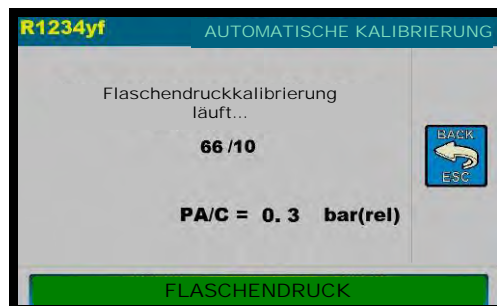 R1234yf
AUTOMATISCHE KALIBRIERUNG
Flaschendruckkalibrierung
läuft...
66 /10
BACK
ESC
PA/C = 0. 3 bar(rel)
FLASCHENDRUCK